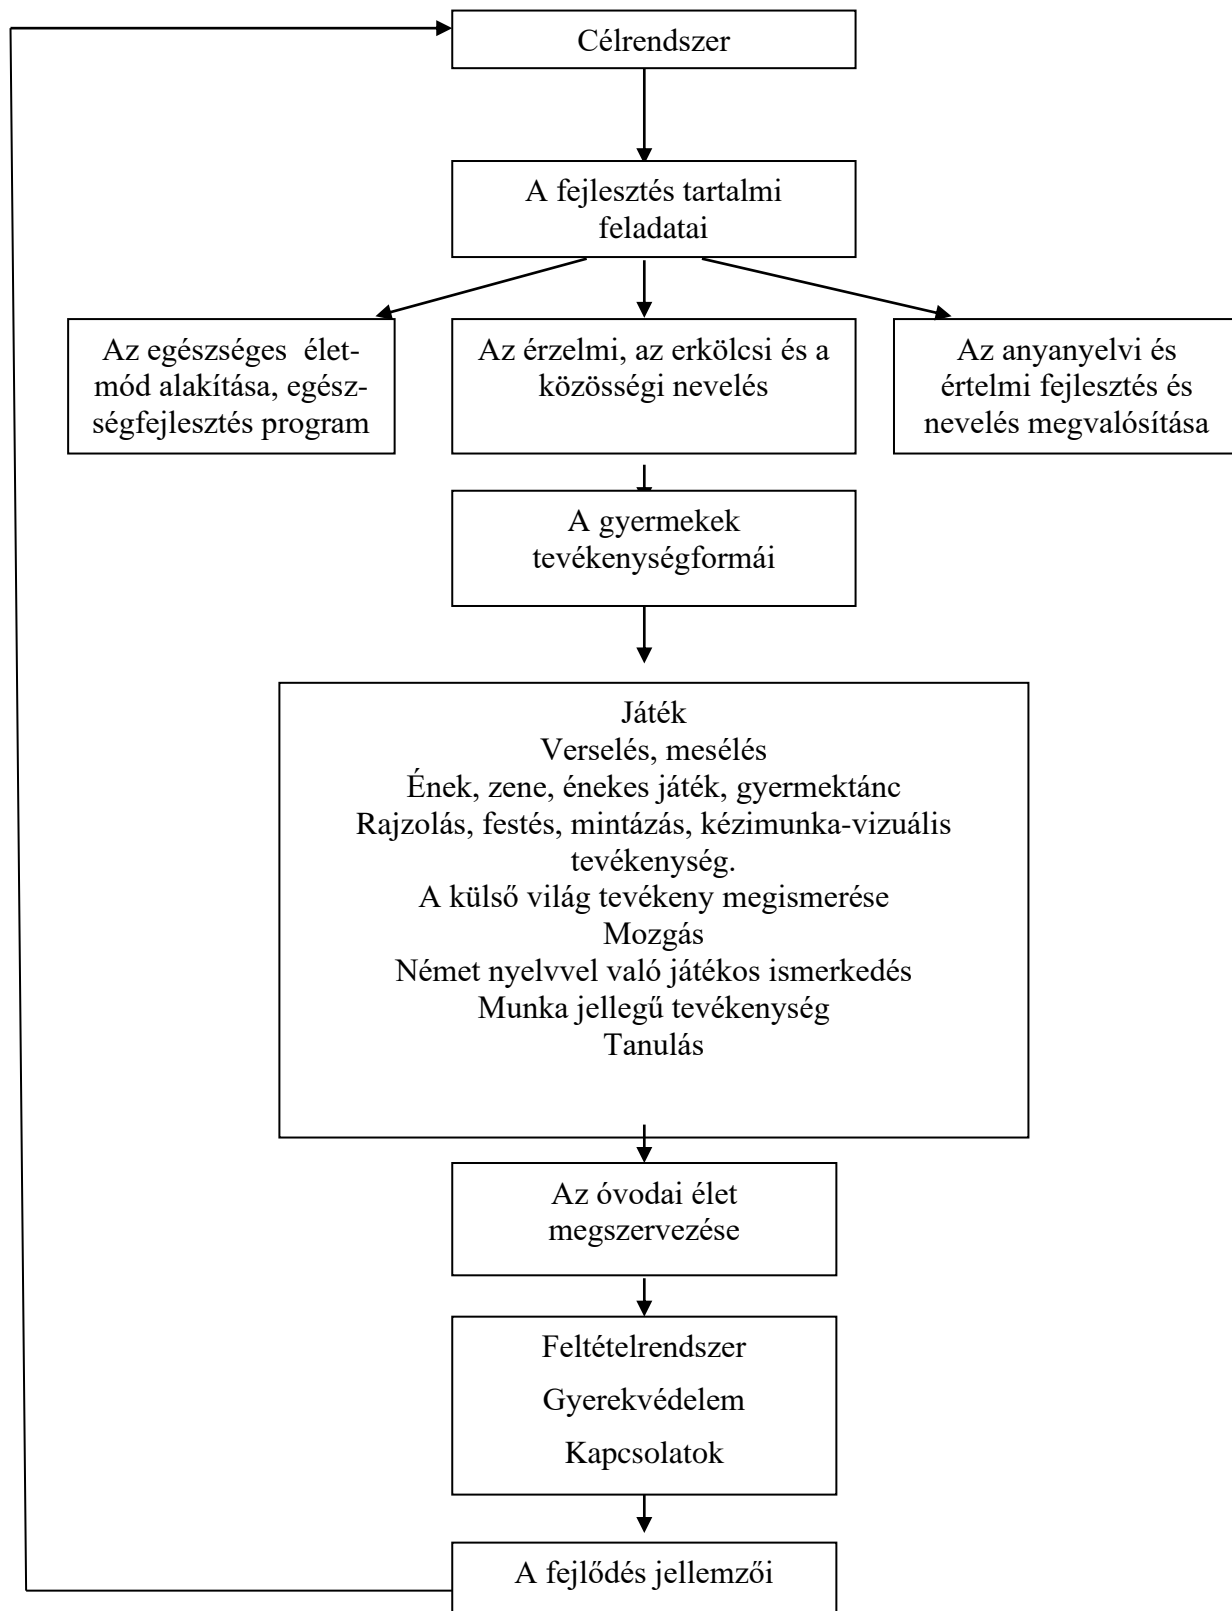 Célrendszer
A fejlesztés tartalmi
feladatai
Az egészséges  élet-
mód alakítása, egész-
ségfejlesztés program
Az érzelmi, az erkölcsi és a
közösségi nevelés
Az anyanyelvi és
értelmi fejlesztés és
nevelés megvalósítása
A gyermekek
tevékenységformái
Játék
Verselés, mesélés
Ének, zene, énekes játék, gyermektánc
Rajzolás, festés, mintázás, kézimunka-vizuális
tevékenység.
A külső világ tevékeny megismerése
Mozgás
Német nyelvvel való játékos ismerkedés
Munka jellegű tevékenység
Tanulás
Az óvodai élet
megszervezése
Feltételrendszer
Gyerekvédelem
Kapcsolatok
A fejlődés jellemzői